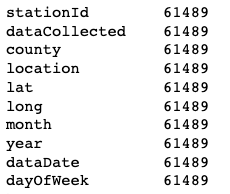 stationId 61489
dataCollected 61489
county 61489
location 61489
lat 61489
long 61489
month 61489
year 61489
dataDate 61489
dayOfWeek 61489